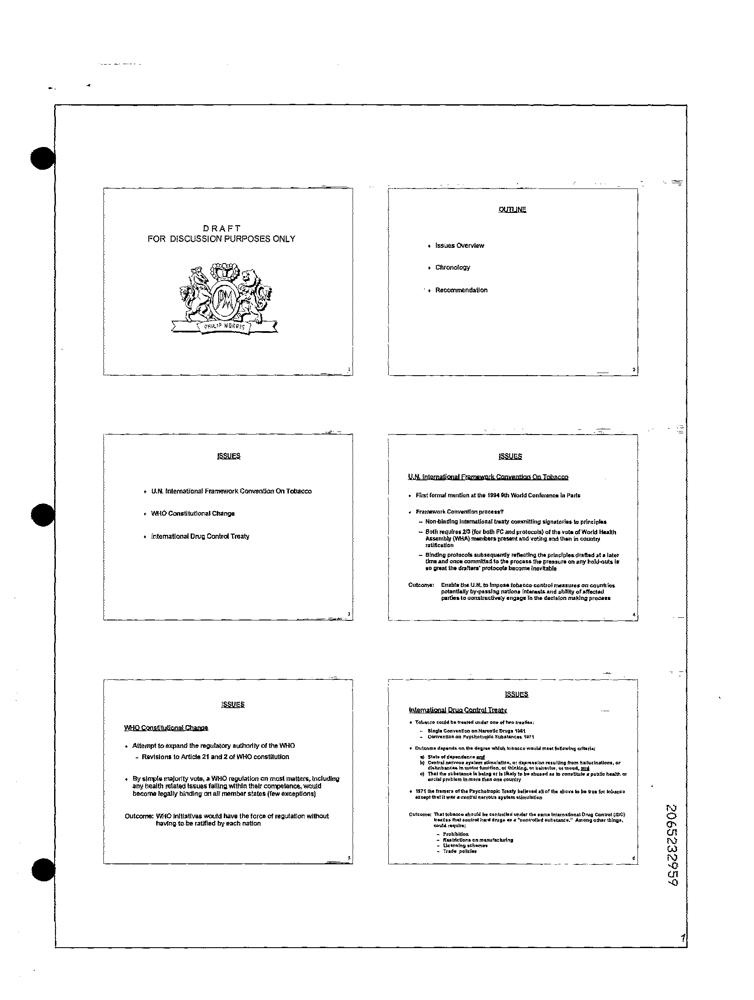 DRAFT
FOR DISCUSSION PURPOSES ONLY
PM
PHILIP MORRIS
1
OUTLINE
• Issues Overview
• Chronology
• Recommendation
2
ISSUES
• U.N. International Framework Convention On Tobacco
• WHO Constitutional Change
• International Drug Control Treaty
3
ISSUES
U.N. International Framework Convention On Tobacco
• First formal mention at the 1994 9th World Conference in Paris
• Framework Convention process?
– Non-binding international treaty committing signatories to principles
– Both requires 2/3 (for both FC and protocols) of the vote of World Health
Assembly (WHA) members present and voting and then in country
ratification
– Binding protocols subsequently reflecting the principles drafted at a later
time and once committed to the process the pressure on any hold-outs is
so great the drafters' protocols become inevitable
Outcome: Enable the U.N. to impose tobacco control measures on countries
potentially by-passing nations interests and ability of affected
parties to constructively engage in the decision making process
4
ISSUES
WHO Constitutional Change
• Attempt to expand the regulatory authority of the WHO
– Revisions to Article 21 and 2 of WHO constitution
• By simple majority vote, a WHO regulation on most matters, including
any health related issues falling within their competence, would
become legally binding on all member states (few exceptions)
Outcome: WHO initiatives would have the force of regulation without
having to be ratified by each nation
5
ISSUES
International Drug Control Treaty
• Tobacco could be treated under one of two treaties:
– Single Convention on Narcotic Drugs 1961
– Convention on Psychotropic Substances 1971
• Outcome depends on the degree which tobacco would meet following criteria:
a) State of dependence and
b) Central nervous system stimulation, or depression resulting from hallucinations, or
disturbances in motor function, or thinking, or behavior, or mood, and
c) That the substance is being or is likely to be abused so to constitute a public health or
social problem in more than one country
• 1971 the framers of the Psychotropic Treaty believed all of the above to be true for tobacco
except that it was a central nervous system stimulation
Outcome: That tobacco should be controlled under the same International Drug Control (IDC)
treaties that control hard drugs as a "controlled substance." Among other things,
could require:
– Prohibition
– Restrictions on manufacturing
– Licensing schemes
– Trade policies
6
2065232959
1